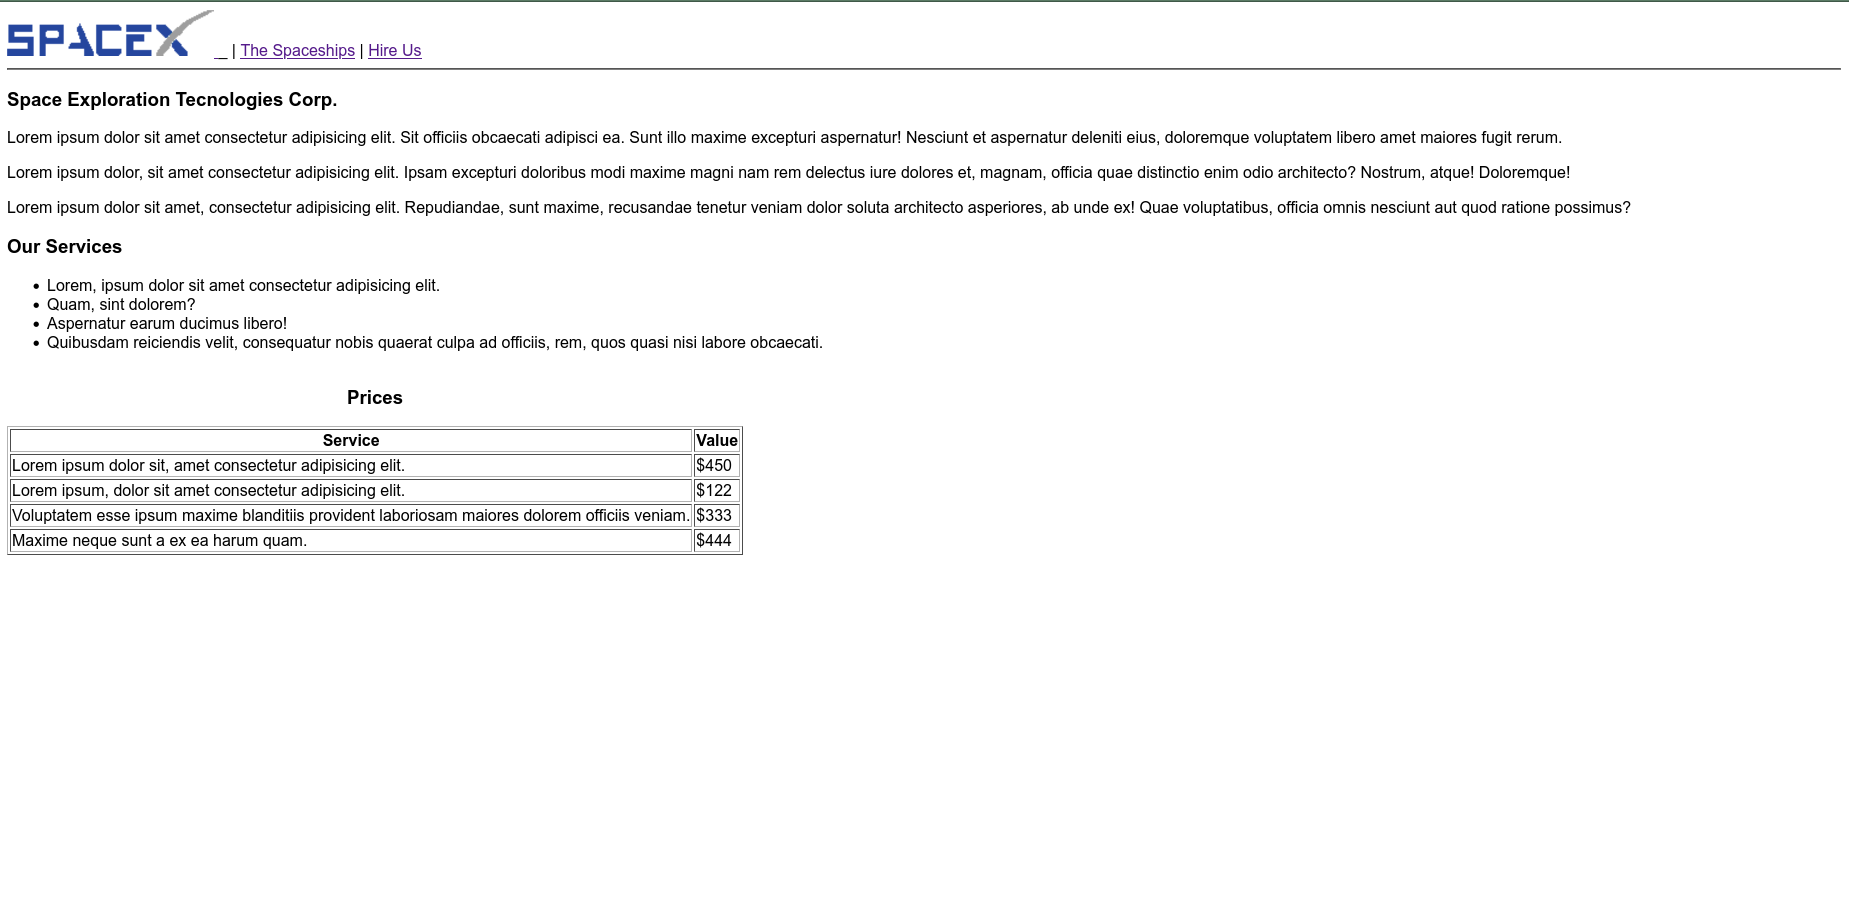 SPACEX _ | The Spaceships | Hire Us
Space Exploration Tecnologies Corp.
Lorem ipsum dolor sit amet consectetur adipisicing elit. Sit officiis obcaecati adipisci ea. Sunt illo maxime excepturi aspernatur! Nesciunt et aspernatur deleniti eius, doloremque voluptatem libero amet maiores fugit rerum.
Lorem ipsum dolor, sit amet consectetur adipisicing elit. Ipsam excepturi doloribus modi maxime magni nam rem delectus iure dolores et, magnam, officia quae distinctio enim odio architecto? Nostrum, atque! Doloremque!
Lorem ipsum dolor sit amet, consectetur adipisicing elit. Repudiandae, sunt maxime, recusandae tenetur veniam dolor soluta architecto asperiores, ab unde ex! Quae voluptatibus, officia omnis nesciunt aut quod ratione possimus?
Our Services
• Lorem, ipsum dolor sit amet consectetur adipisicing elit.
• Quam, sint dolorem?
• Aspernatur earum ducimus libero!
• Quibusdam reiciendis velit, consequatur nobis quaerat culpa ad officiis, rem, quos quasi nisi labore obcaecati.
Prices
Service Value
Lorem ipsum dolor sit, amet consectetur adipisicing elit. $450
Lorem ipsum, dolor sit amet consectetur adipisicing elit. $122
Voluptatem esse ipsum maxime blanditiis provident laboriosam maiores dolorem officiis veniam. $333
Maxime neque sunt a ex ea harum quam. $444